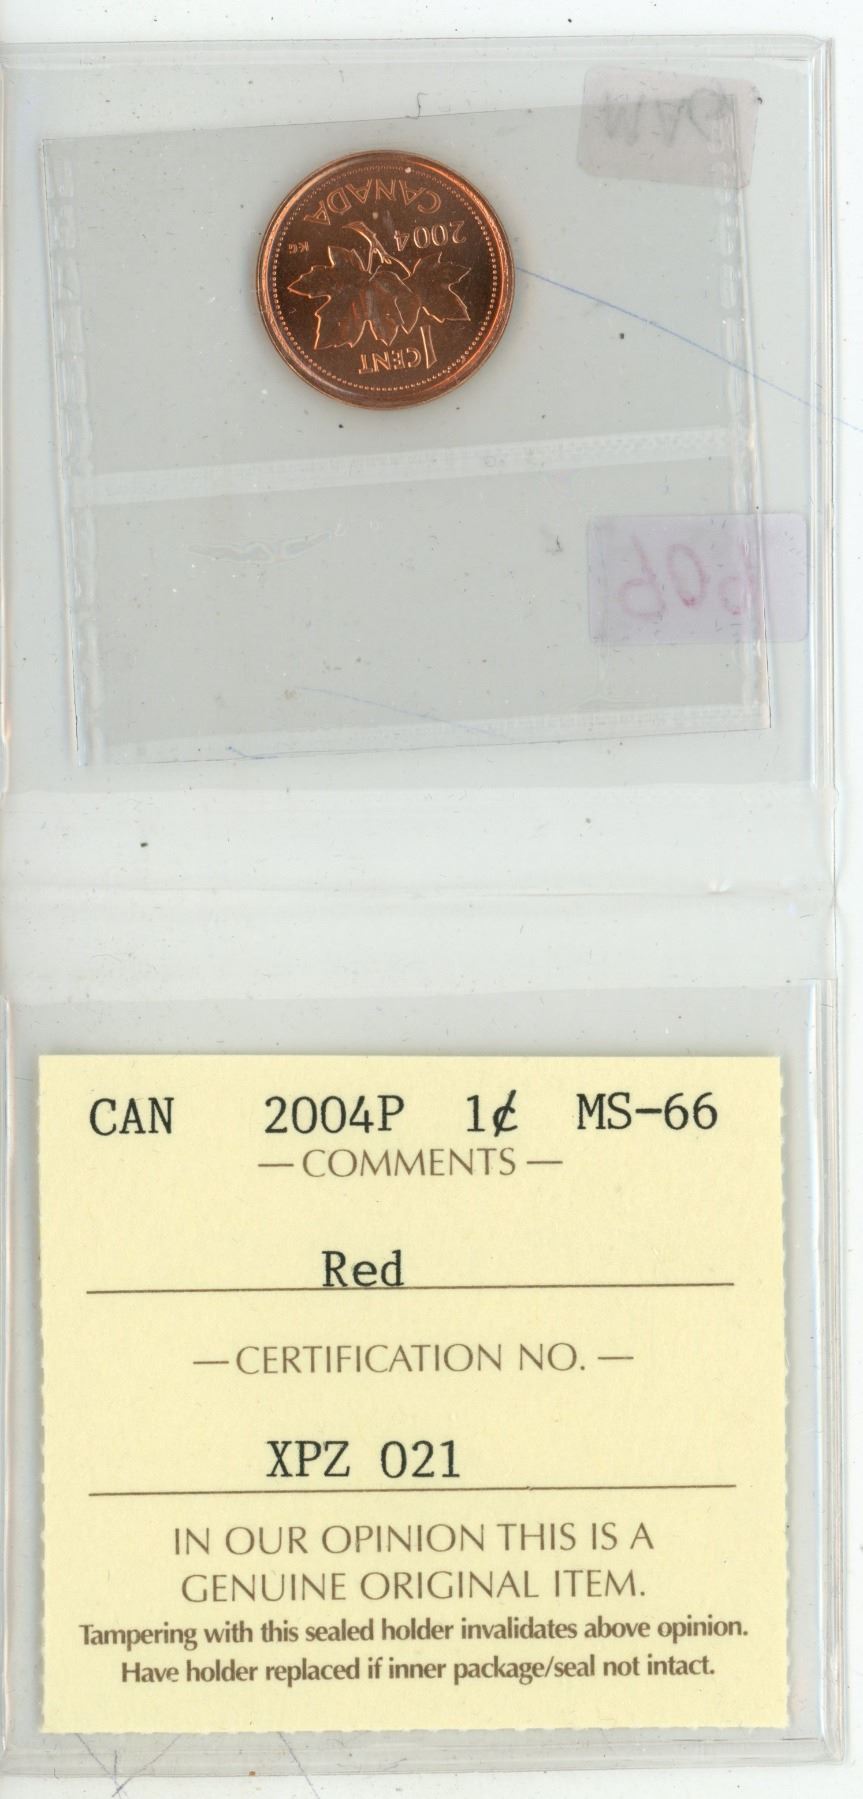 CANADA
2004
KG
1 CENT
CAN 2004P 1¢ MS-66
— COMMENTS —
Red
— CERTIFICATION NO. —
XPZ 021
IN OUR OPINION THIS IS A
GENUINE ORIGINAL ITEM.
Tampering with this sealed holder invalidates above opinion.
Have holder replaced if inner package/seal not intact.